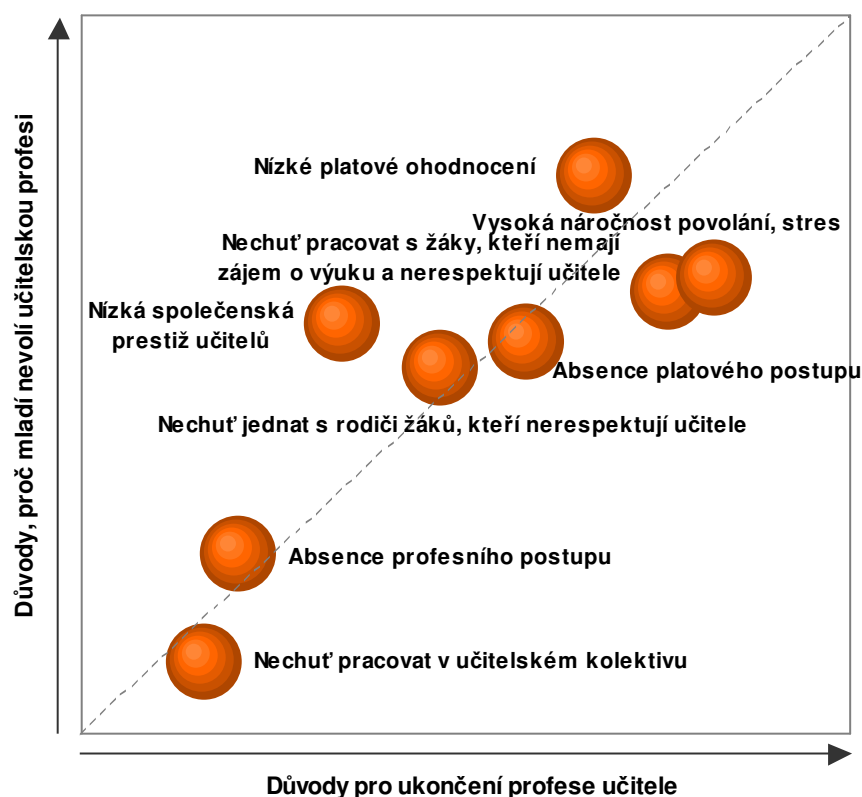 Důvody, proč mladí nevolí učitelskou profesi
Nízké platové ohodnocení
Vysoká náročnost povolání, stres
Nechuť pracovat s žáky, kteří nemají
zájem o výuku a nerespektují učitele
Nízká společenská
prestiž učitelů
Absence platového postupu
Nechuť jednat s rodiči žáků, kteří nerespektují učitele
Absence profesního postupu
Nechuť pracovat v učitelském kolektivu
Důvody pro ukončení profese učitele